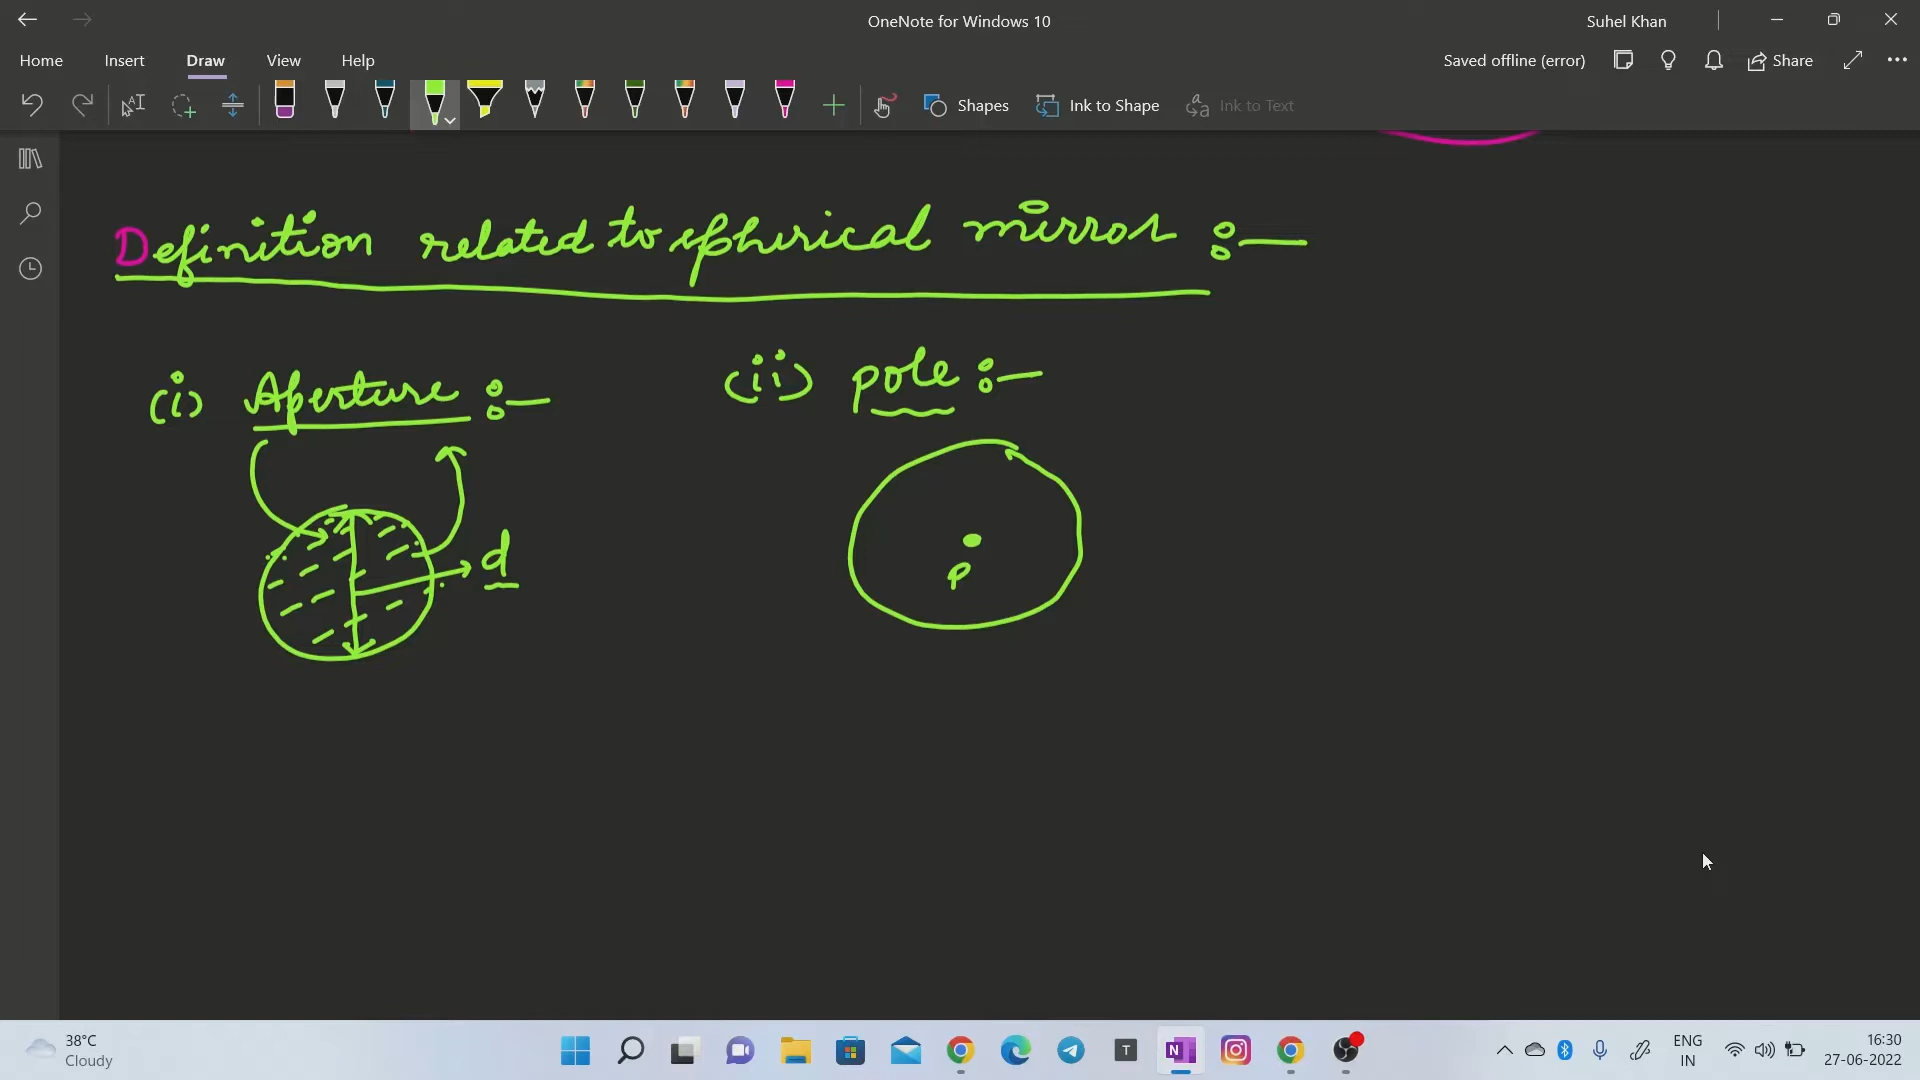 OneNote for Windows 10
Suhel Khan
Home Insert Draw View Help
Saved offline (error) Share
Shapes Ink to Shape Ink to Text
Definition related to spherical mirror :—
(i) Aperture :—
(ii) pole :—
d
P
38°C
Cloudy
T
N
ENG
IN
16:30
27-06-2022